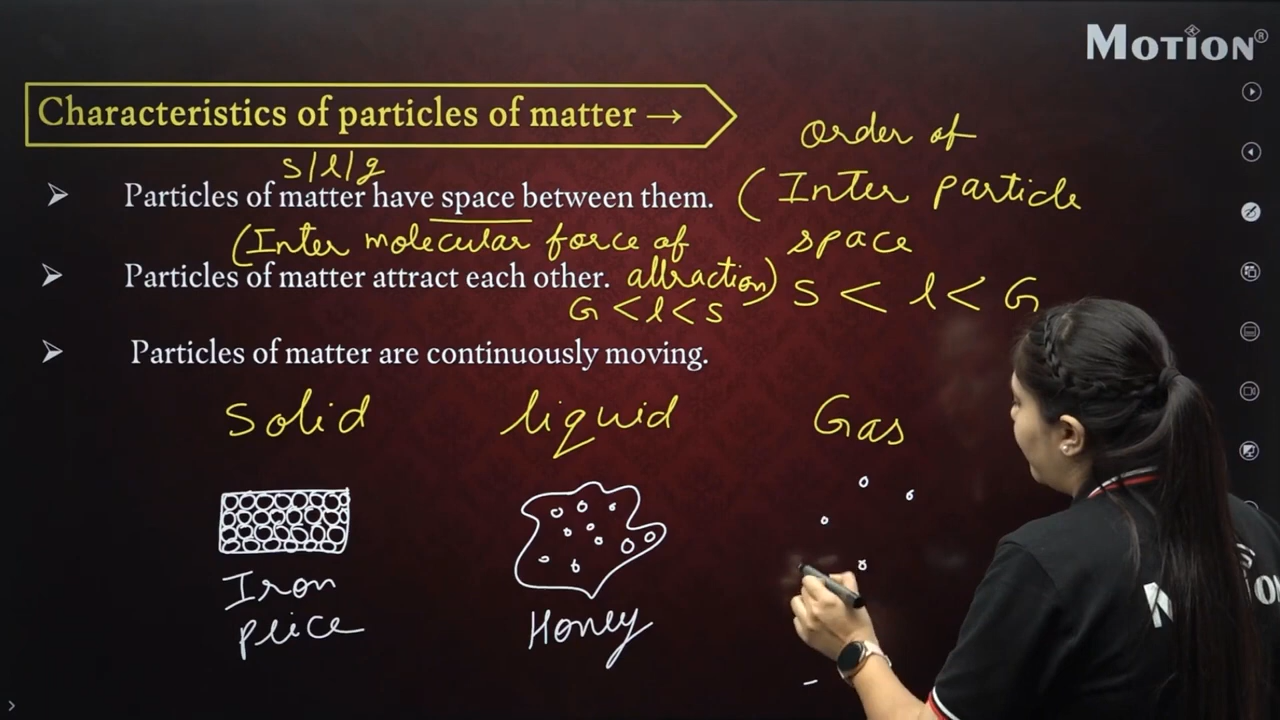 MOTION®
Characteristics of particles of matter →
order of
s/l/g
➢ Particles of matter have space between them. (Inter particle
(Inter molecular force of space
➢ Particles of matter attract each other. attraction) S < l < G
G < l < s
➢ Particles of matter are continuously moving.
Solid liquid Gas
Iron
peice
Honey